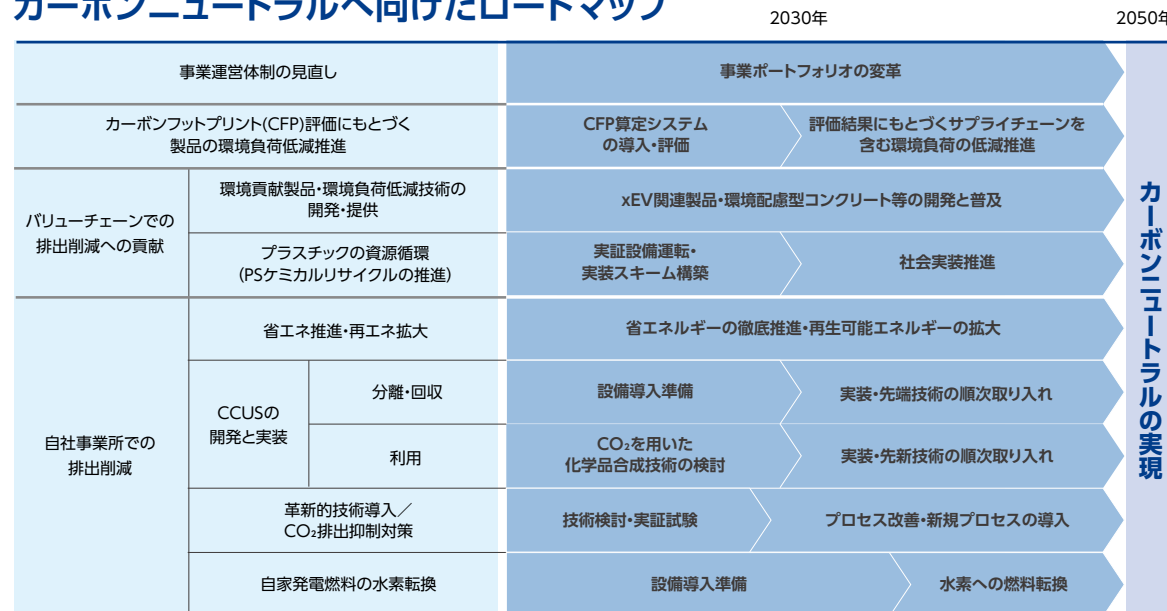 カーボンニュートラルへ向けたロードマップ
2030年
2050年
事業運営体制の見直し
事業ポートフォリオの変革
カーボンフットプリント(CFP)評価にもとづく
製品の環境負荷低減推進
CFP算定システム
の導入・評価
評価結果にもとづくサプライチェーンを
含む環境負荷の低減推進
バリューチェーンでの
排出削減への貢献
環境貢献製品・環境負荷低減技術の
開発・提供
xEV関連製品・環境配慮型コンクリート等の開発と普及
プラスチックの資源循環
(PSケミカルリサイクルの推進)
実証設備運転・
実装スキーム構築
社会実装推進
自社事業所での
排出削減
省エネ推進・再エネ拡大
省エネルギーの徹底推進・再生可能エネルギーの拡大
CCUSの
開発と実装
分離・回収
設備導入準備
実装・先端技術の順次取り入れ
利用
CO₂を用いた
化学品合成技術の検討
実装・先新技術の順次取り入れ
革新的技術導入／
CO₂排出抑制対策
技術検討・実証試験
プロセス改善・新規プロセスの導入
自家発電燃料の水素転換
設備導入準備
水素への燃料転換
カーボンニュートラルの実現